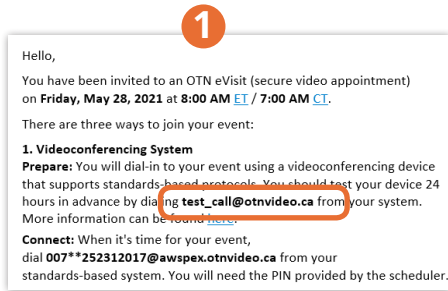 1
Hello,
You have been invited to an OTN eVisit (secure video appointment)
on Friday, May 28, 2021 at 8:00 AM ET / 7:00 AM CT.
There are three ways to join your event:
1. Videoconferencing System
Prepare: You will dial-in to your event using a videoconferencing device
that supports standards-based protocols. You should test your device 24
hours in advance by dialing test_call@otnvideo.ca from your system.
More information can be found here.
Connect: When it's time for your event,
dial 007**252312017@awspex.otnvideo.ca from your
standards-based system. You will need the PIN provided by the scheduler.